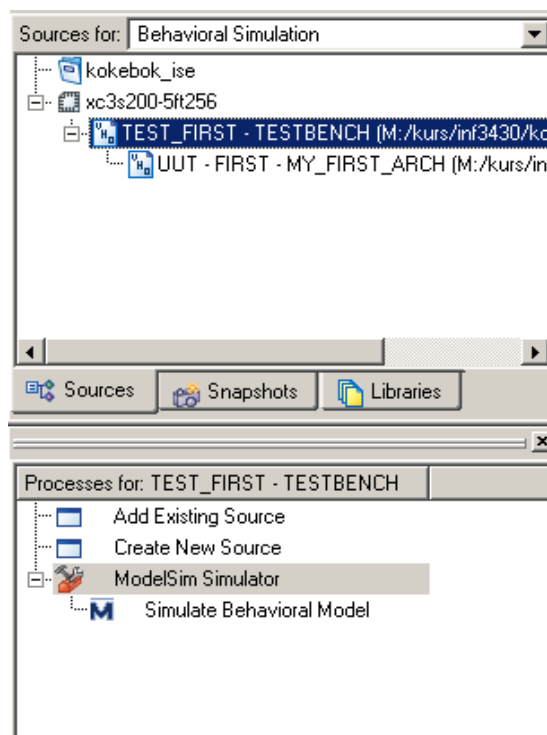 Sources for: Behavioral Simulation
kokebok_ise
xc3s200-5ft256
TEST_FIRST - TESTBENCH (M:/kurs/inf3430/ko
UUT - FIRST - MY_FIRST_ARCH (M:/kurs/in
Sources Snapshots Libraries
Processes for: TEST_FIRST - TESTBENCH
Add Existing Source
Create New Source
ModelSim Simulator
Simulate Behavioral Model